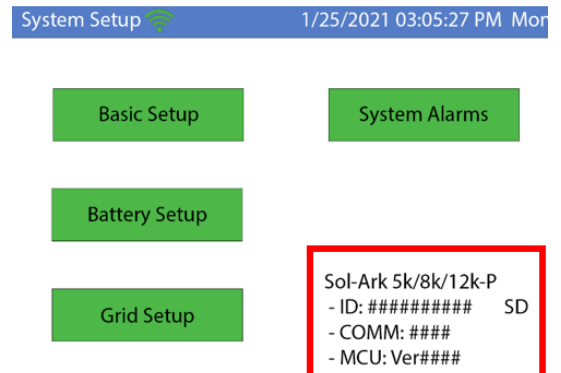 System Setup 1/25/2021 03:05:27 PM Mon
Basic Setup
System Alarms
Battery Setup
Grid Setup
Sol-Ark 5k/8k/12k-P
- ID: ########## SD
- COMM: ####
- MCU: Ver####